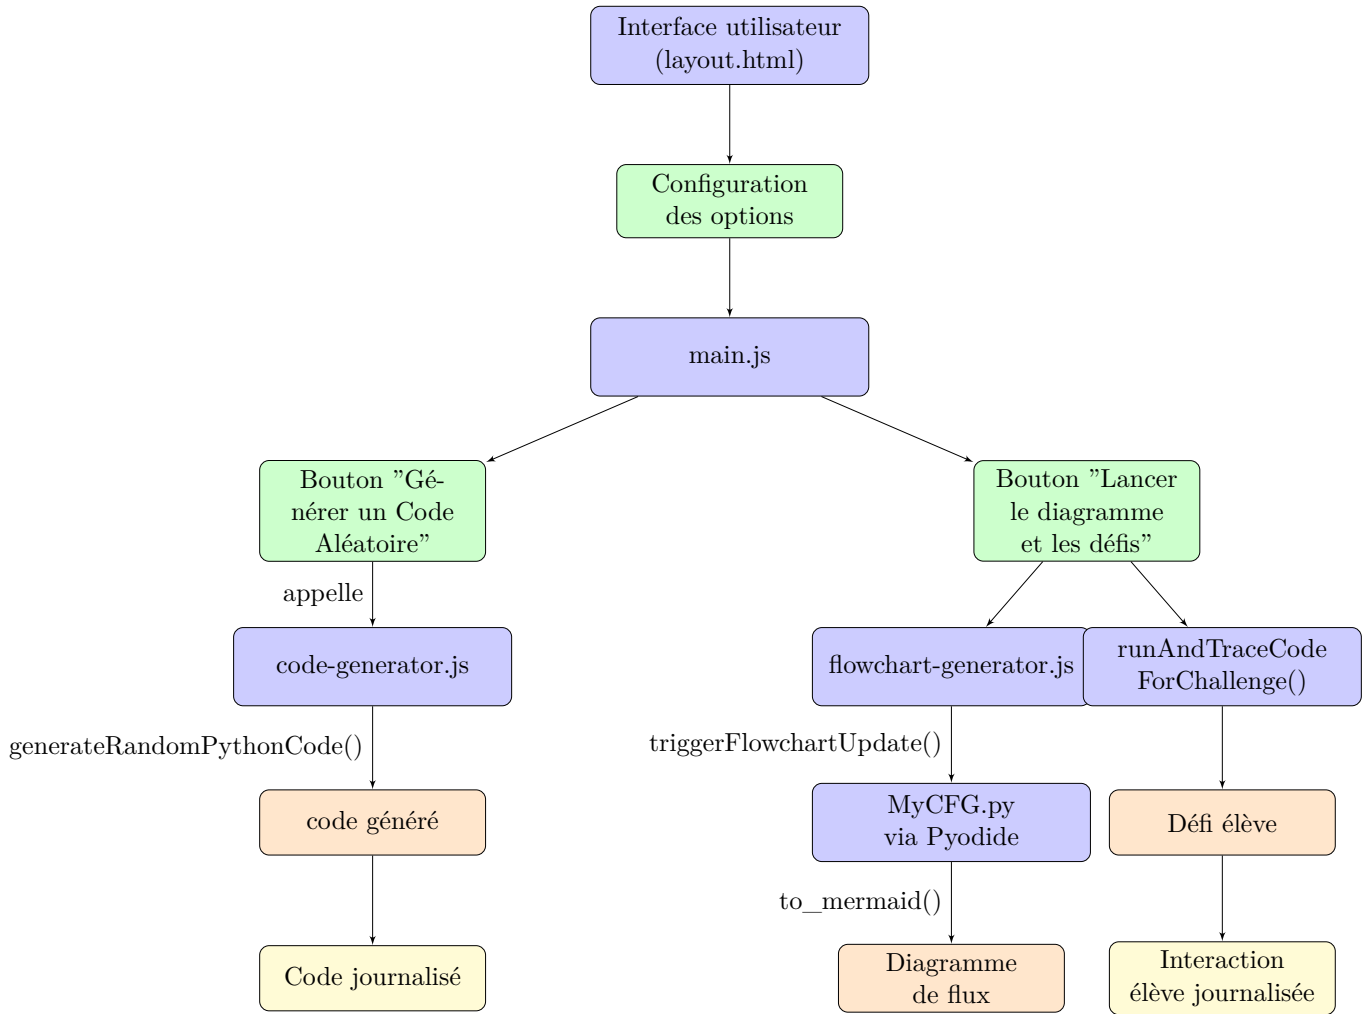 Interface utilisateur
(layout.html)
Configuration
des options
main.js
Bouton ”Gé-
nérer un Code
Aléatoire”
Bouton ”Lancer
le diagramme
et les défis”
appelle
code-generator.js
flowchart-generator.js
runAndTraceCode
ForChallenge()
generateRandomPythonCode()
triggerFlowchartUpdate()
code généré
MyCFG.py
via Pyodide
Défi élève
to_mermaid()
Code journalisé
Diagramme
de flux
Interaction
élève journalisée